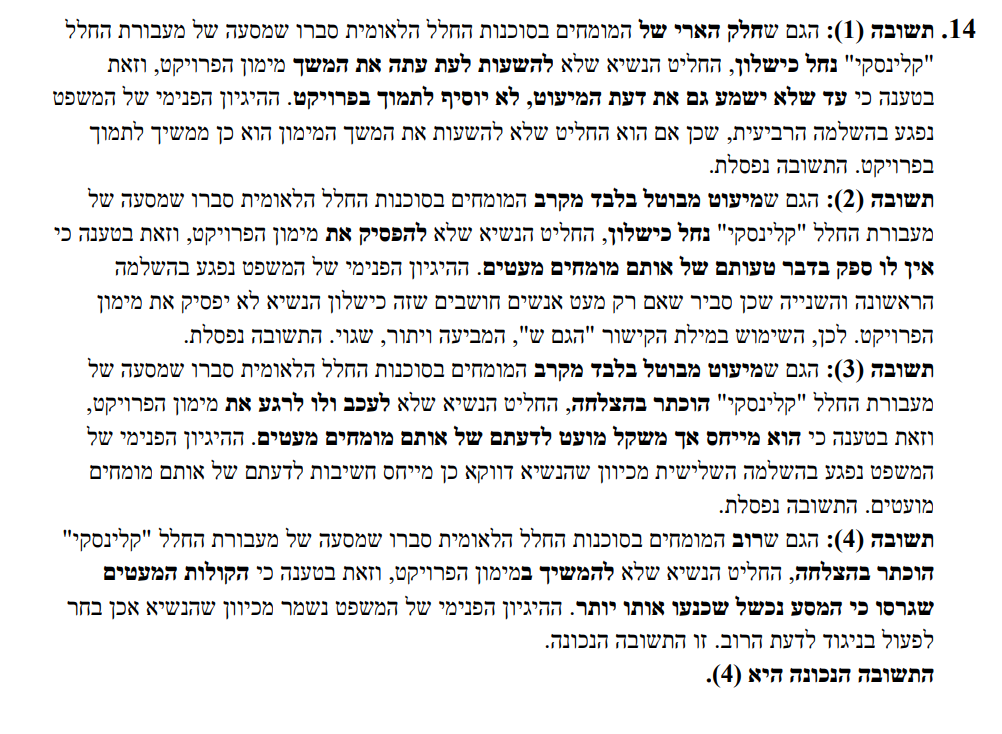 14. תשובה (1): הגם שחלק הארי של המומחים בסוכנות החלל הלאומית סברו שמסעה של מעבורת החלל
"קלינסקי" נחל כישלון, החליט הנשיא שלא להשעות לעת עתה את המשך מימון הפרויקט, וזאת
בטענה כי עד שלא ישמע גם את דעת המיעוט, לא יוסיף לתמוך בפרויקט. ההיגיון הפנימי של המשפט
נפגע בהשלמה הרביעית, שכן אם הוא החליט שלא להשעות את המשך המימון הוא כן ממשיך לתמוך
בפרויקט. התשובה נפסלת.
תשובה (2): הגם שמיעוט מבוטל בלבד מקרב המומחים בסוכנות החלל הלאומית סברו שמסעה של
מעבורת החלל "קלינסקי" נחל כישלון, החליט הנשיא שלא להפסיק את מימון הפרויקט, וזאת בטענה כי
אין לו ספק בדבר טעותם של אותם מומחים מעטים. ההיגיון הפנימי של המשפט נפגע בהשלמה
הראשונה והשנייה שכן סביר שאם רק מעט אנשים חושבים שזה כישלון הנשיא לא יפסיק את מימון
הפרויקט. לכן, השימוש במילת הקישור "הגם ש", המביעה ויתור, שגוי. התשובה נפסלת.
תשובה (3): הגם שמיעוט מבוטל בלבד מקרב המומחים בסוכנות החלל הלאומית סברו שמסעה של
מעבורת החלל "קלינסקי" הוכתר בהצלחה, החליט הנשיא שלא לעכב ולו לרגע את מימון הפרויקט,
וזאת בטענה כי הוא מייחס אך משקל מועט לדעתם של אותם מומחים מעטים. ההיגיון הפנימי של
המשפט נפגע בהשלמה השלישית מכיוון שהנשיא דווקא כן מייחס חשיבות לדעתם של אותם מומחים
מועטים. התשובה נפסלת.
תשובה (4): הגם שרוב המומחים בסוכנות החלל הלאומית סברו שמסעה של מעבורת החלל "קלינסקי"
הוכתר בהצלחה, החליט הנשיא שלא להמשיך במימון הפרויקט, וזאת בטענה כי הקולות המעטים
שגרסו כי המסע נכשל שכנעו אותו יותר. ההיגיון הפנימי של המשפט נשמר מכיוון שהנשיא אכן בחר
לפעול בניגוד לדעת הרוב. זו התשובה הנכונה.
התשובה הנכונה היא (4).